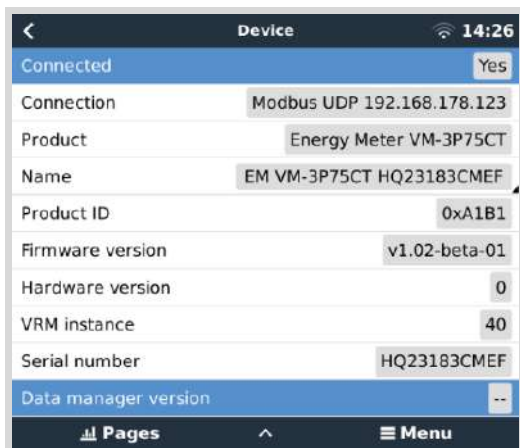 Device 14:26
Connected Yes
Connection Modbus UDP 192.168.178.123
Product Energy Meter VM-3P75CT
Name EM VM-3P75CT HQ23183CMEF
Product ID 0xA1B1
Firmware version v1.02-beta-01
Hardware version 0
VRM instance 40
Serial number HQ23183CMEF
Data manager version --
Pages Menu